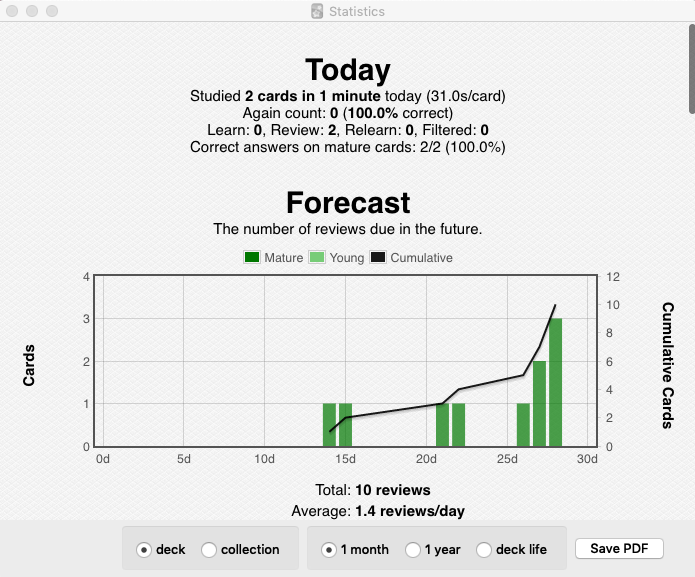 Statistics
Today
Studied 2 cards in 1 minute today (31.0s/card)
Again count: 0 (100.0% correct)
Learn: 0, Review: 2, Relearn: 0, Filtered: 0
Correct answers on mature cards: 2/2 (100.0%)
Forecast
The number of reviews due in the future.
Mature Young Cumulative
4 12
10
3 8
Cards
2 6
Cumulative Cards
4
1 2
0 0
0d 5d 10d 15d 20d 25d 30d
Total: 10 reviews
Average: 1.4 reviews/day
deck collection 1 month 1 year deck life Save PDF